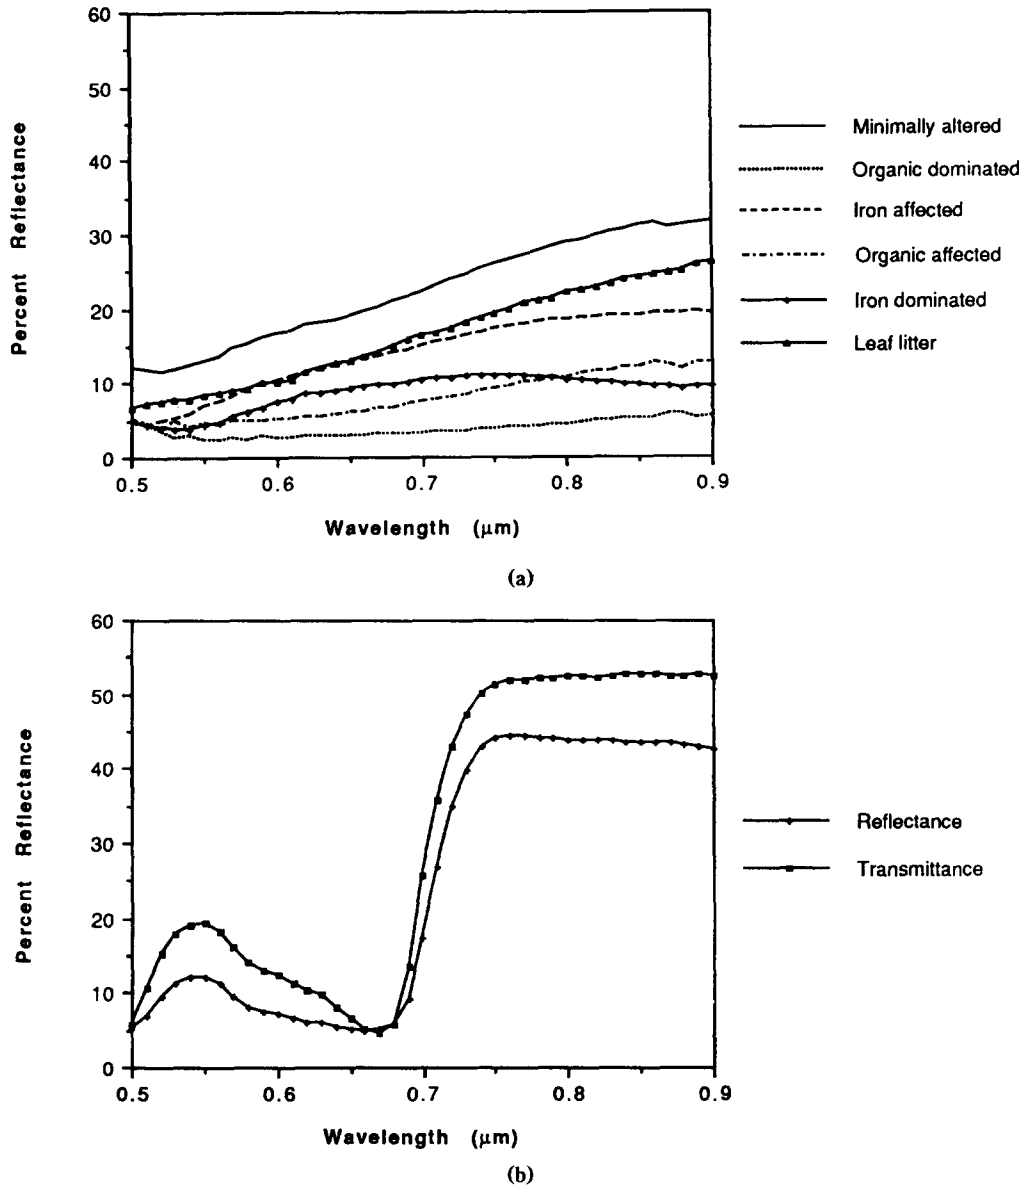 60
50
40
30
20
10
0
Percent Reflectance
0.5 0.6 0.7 0.8 0.9
Wavelength (μm)
Minimally altered
Organic dominated
Iron affected
Organic affected
Iron dominated
Leaf litter
(a)
60
50
40
30
20
10
0
Percent Reflectance
0.5 0.6 0.7 0.8 0.9
Wavelength (μm)
Reflectance
Transmittance
(b)